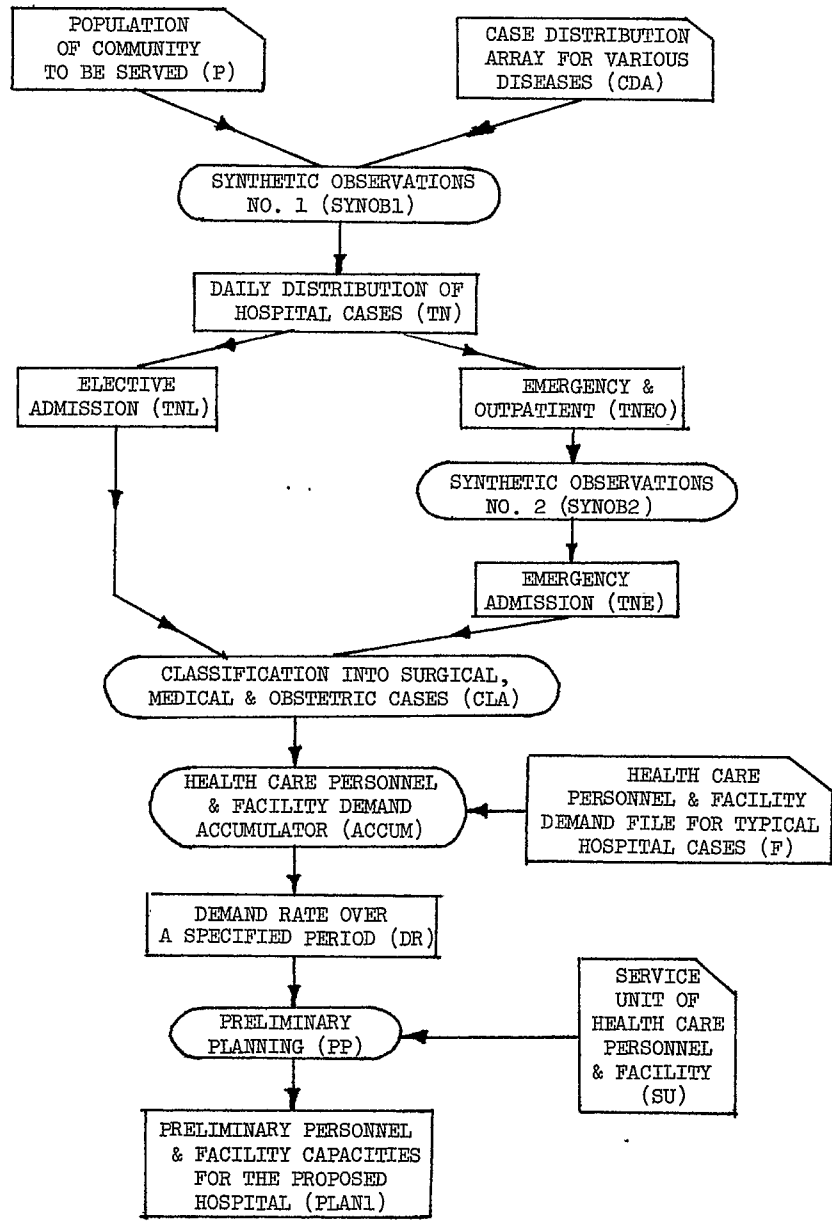 POPULATION
OF COMMUNITY
TO BE SERVED (P)
CASE DISTRIBUTION
ARRAY FOR VARIOUS
DISEASES (CDA)
SYNTHETIC OBSERVATIONS
NO. 1 (SYNOB1)
DAILY DISTRIBUTION OF
HOSPITAL CASES (TN)
ELECTIVE
ADMISSION (TNL)
EMERGENCY &
OUTPATIENT (TNEO)
SYNTHETIC OBSERVATIONS
NO. 2 (SYNOB2)
EMERGENCY
ADMISSION (TNE)
CLASSIFICATION INTO SURGICAL,
MEDICAL & OBSTETRIC CASES (CLA)
HEALTH CARE PERSONNEL
& FACILITY DEMAND
ACCUMULATOR (ACCUM)
HEALTH CARE
PERSONNEL & FACILITY
DEMAND FILE FOR TYPICAL
HOSPITAL CASES (F)
DEMAND RATE OVER
A SPECIFIED PERIOD (DR)
PRELIMINARY
PLANNING (PP)
SERVICE
UNIT OF
HEALTH CARE
PERSONNEL
& FACILITY
(SU)
PRELIMINARY PERSONNEL
& FACILITY CAPACITIES
FOR THE PROPOSED
HOSPITAL (PLAN1)